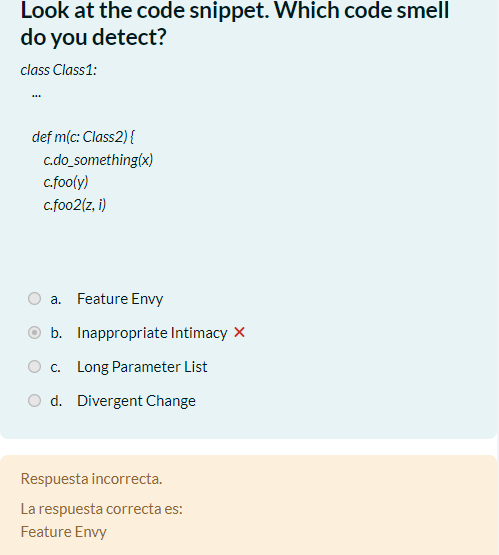 Look at the code snippet. Which code smell
do you detect?
class Class1:
...
def m(c: Class2) {
c.do_something(x)
c.foo(y)
c.foo2(z, i)
a. Feature Envy
b. Inappropriate Intimacy ✕
c. Long Parameter List
d. Divergent Change
Respuesta incorrecta.
La respuesta correcta es:
Feature Envy